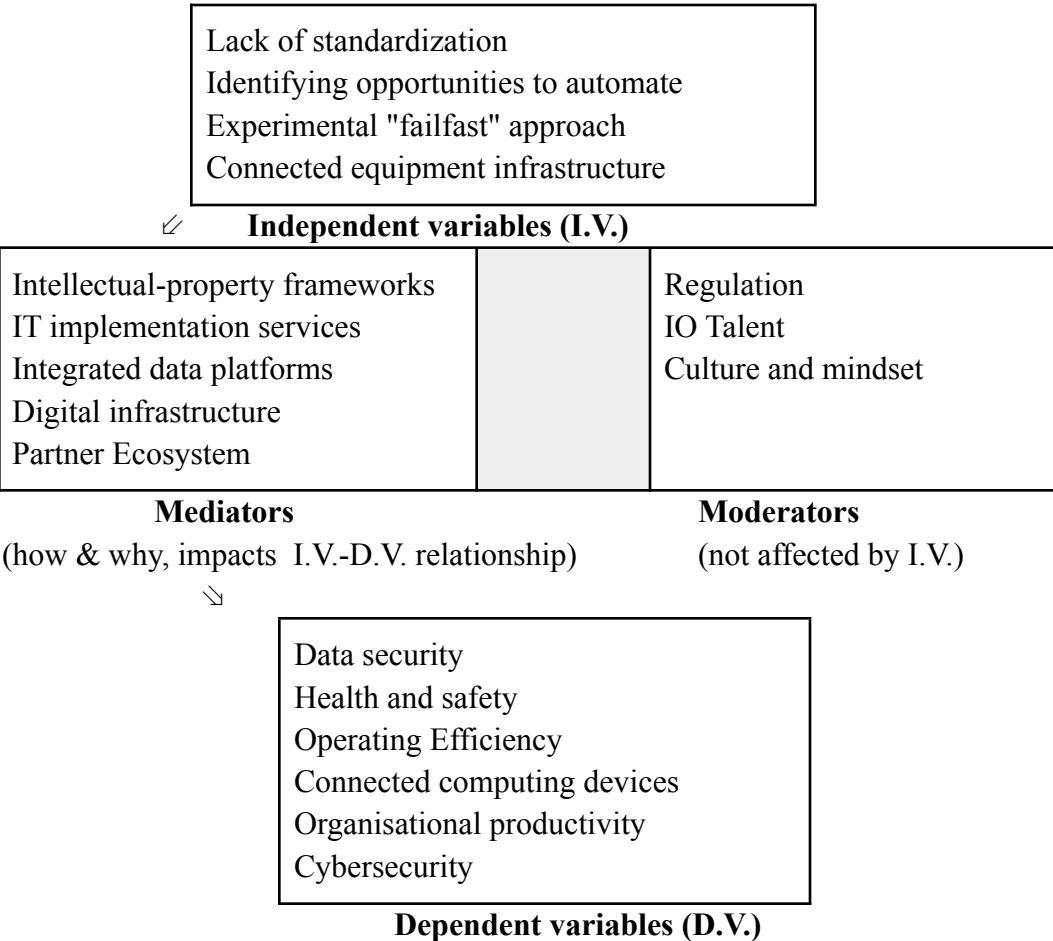 Lack of standardization
Identifying opportunities to automate
Experimental "failfast" approach
Connected equipment infrastructure
⇙ Independent variables (I.V.)
Intellectual-property frameworks
IT implementation services
Integrated data platforms
Digital infrastructure
Partner Ecosystem
Regulation
IO Talent
Culture and mindset
Mediators
(how & why, impacts I.V.-D.V. relationship)
Moderators
(not affected by I.V.)
⇘
Data security
Health and safety
Operating Efficiency
Connected computing devices
Organisational productivity
Cybersecurity
Dependent variables (D.V.)